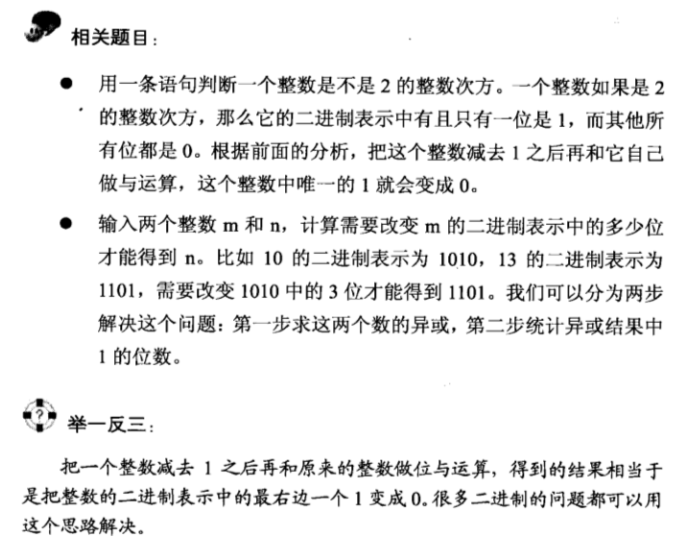 相关题目：
● 用一条语句判断一个整数是不是 2 的整数次方。一个整数如果是 2
的整数次方，那么它的二进制表示中有且只有一位是 1，而其他所
有位都是 0。根据前面的分析，把这个整数减去 1 之后再和它自己
做与运算，这个整数中唯一的 1 就会变成 0。
● 输入两个整数 m 和 n，计算需要改变 m 的二进制表示中的多少位
才能得到 n。比如 10 的二进制表示为 1010，13 的二进制表示为
1101，需要改变 1010 中的 3 位才能得到 1101。我们可以分为两步
解决这个问题：第一步求这两个数的异或，第二步统计异或结果中
1 的位数。
?
举一反三：
把一个整数减去 1 之后再和原来的整数做位与运算，得到的结果相当于
是把整数的二进制表示中的最右边一个 1 变成 0。很多二进制的问题都可以用
这个思路解决。